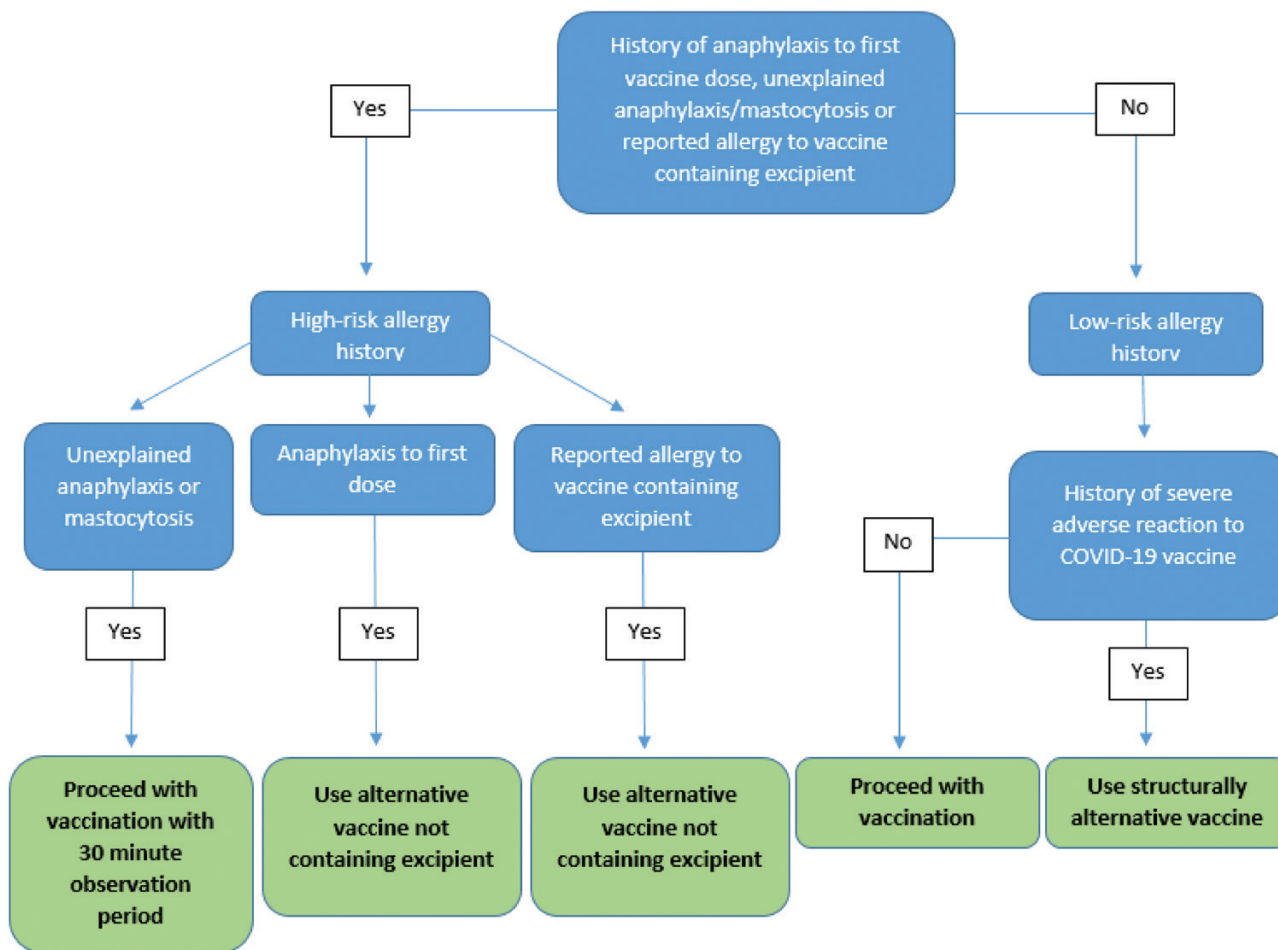 History of anaphylaxis to first
vaccine dose, unexplained
anaphylaxis/mastocytosis or
reported allergy to vaccine
containing excipient
Yes
No
High-risk allergy
history
Low-risk allergy
history
Unexplained
anaphylaxis or
mastocytosis
Anaphylaxis to first
dose
Reported allergy to
vaccine containing
excipient
History of severe
adverse reaction to
COVID-19 vaccine
No
Yes
Yes
Yes
Yes
Proceed with
vaccination with
30 minute
observation
period
Use alternative
vaccine not
containing excipient
Use alternative
vaccine not
containing excipient
Proceed with
vaccination
Use structurally
alternative vaccine